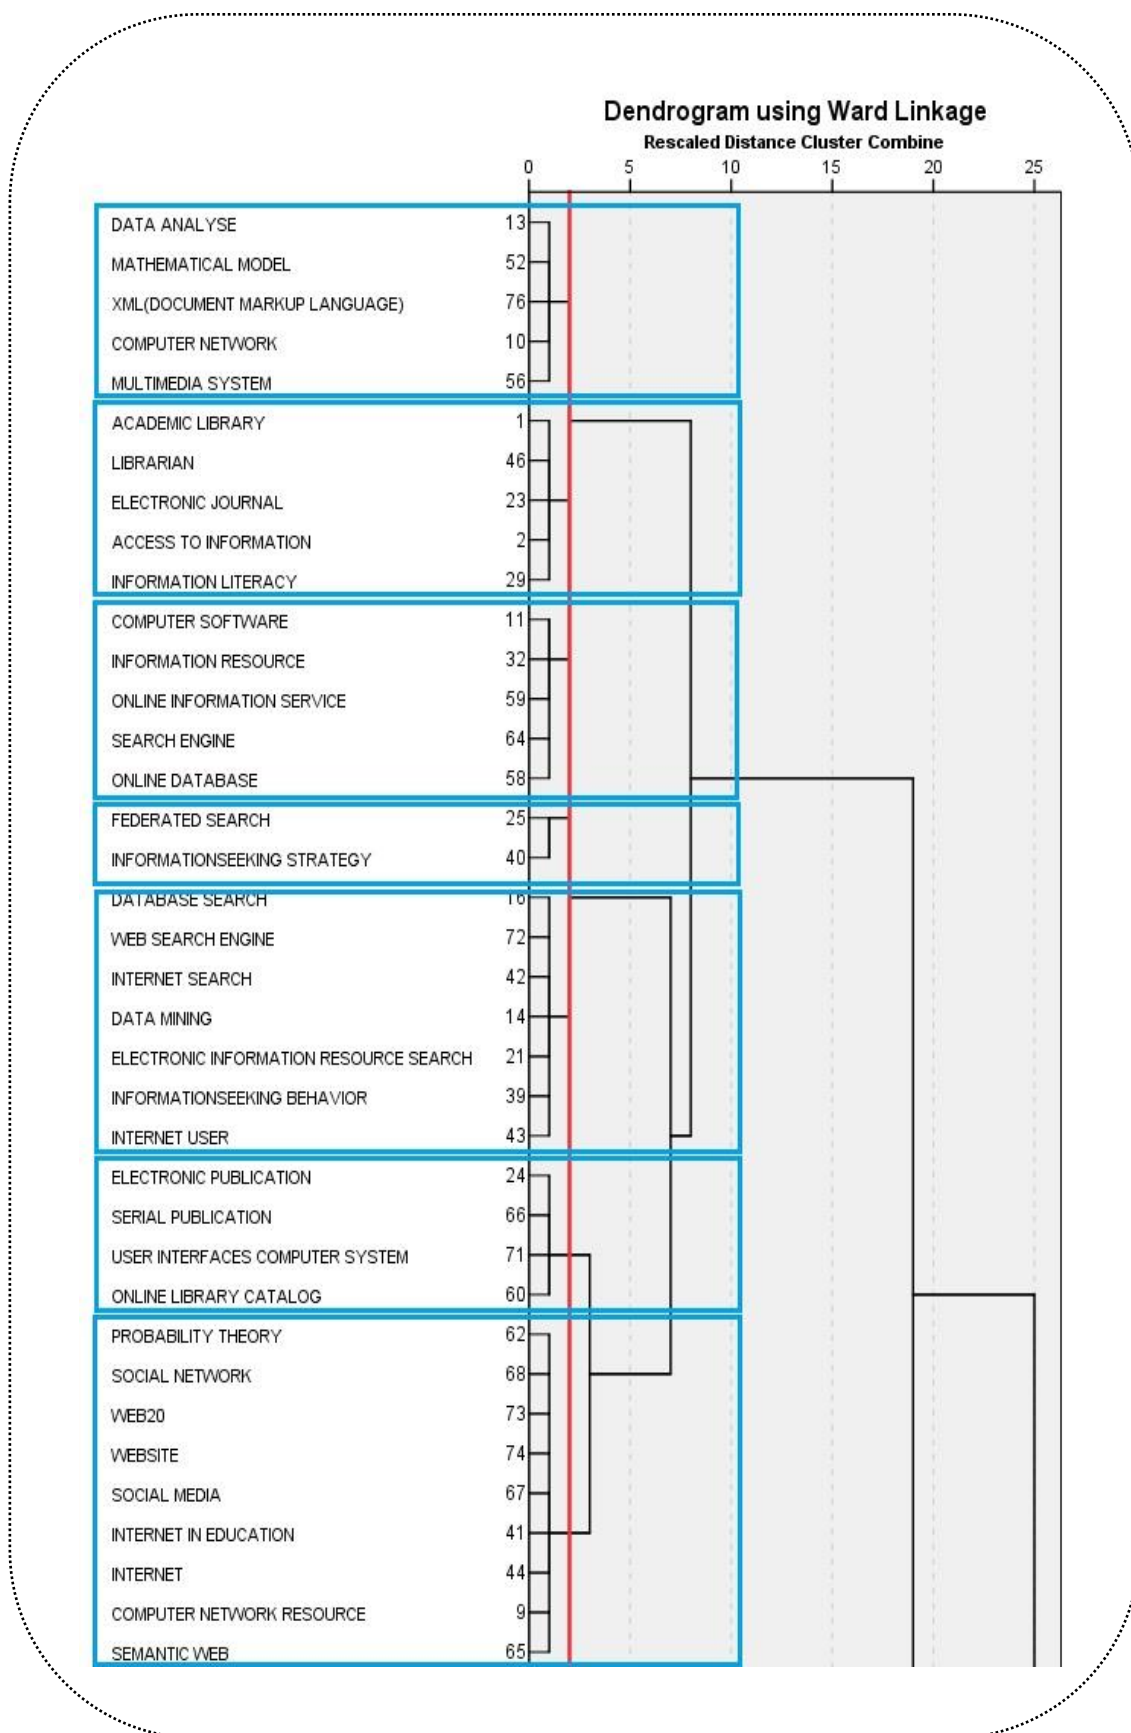 Dendrogram using Ward Linkage
Rescaled Distance Cluster Combine
0 5 10 15 20 25
DATA ANALYSE 13
MATHEMATICAL MODEL 52
XML(DOCUMENT MARKUP LANGUAGE) 76
COMPUTER NETWORK 10
MULTIMEDIA SYSTEM 56
ACADEMIC LIBRARY 1
LIBRARIAN 46
ELECTRONIC JOURNAL 23
ACCESS TO INFORMATION 2
INFORMATION LITERACY 29
COMPUTER SOFTWARE 11
INFORMATION RESOURCE 32
ONLINE INFORMATION SERVICE 59
SEARCH ENGINE 64
ONLINE DATABASE 58
FEDERATED SEARCH 25
INFORMATIONSEEKING STRATEGY 40
DATABASE SEARCH 16
WEB SEARCH ENGINE 72
INTERNET SEARCH 42
DATA MINING 14
ELECTRONIC INFORMATION RESOURCE SEARCH 21
INFORMATIONSEEKING BEHAVIOR 39
INTERNET USER 43
ELECTRONIC PUBLICATION 24
SERIAL PUBLICATION 66
USER INTERFACES COMPUTER SYSTEM 71
ONLINE LIBRARY CATALOG 60
PROBABILITY THEORY 62
SOCIAL NETWORK 68
WEB20 73
WEBSITE 74
SOCIAL MEDIA 67
INTERNET IN EDUCATION 41
INTERNET 44
COMPUTER NETWORK RESOURCE 9
SEMANTIC WEB 65